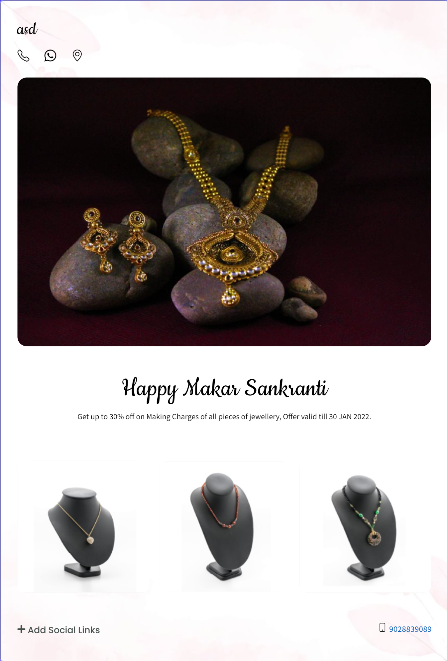 asd
Happy Makar Sankranti
Get up to 30% off on Making Charges of all pieces of jewellery, Offer valid till 30 JAN 2022.
+ Add Social Links
9028839089